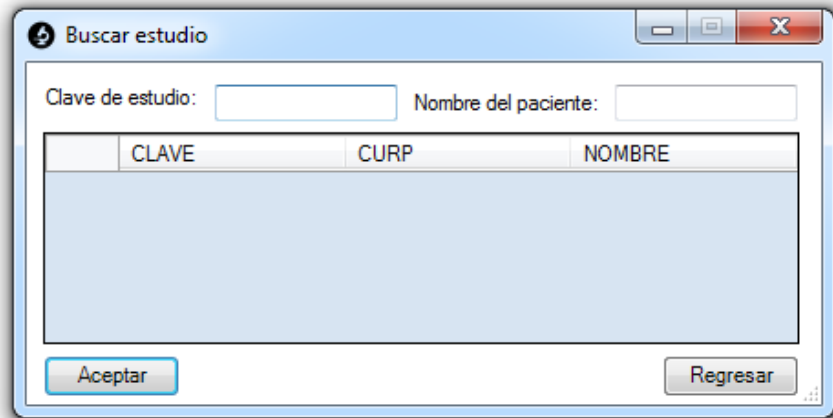 Buscar estudio
Clave de estudio: Nombre del paciente:
CLAVE CURP NOMBRE
Aceptar Regresar